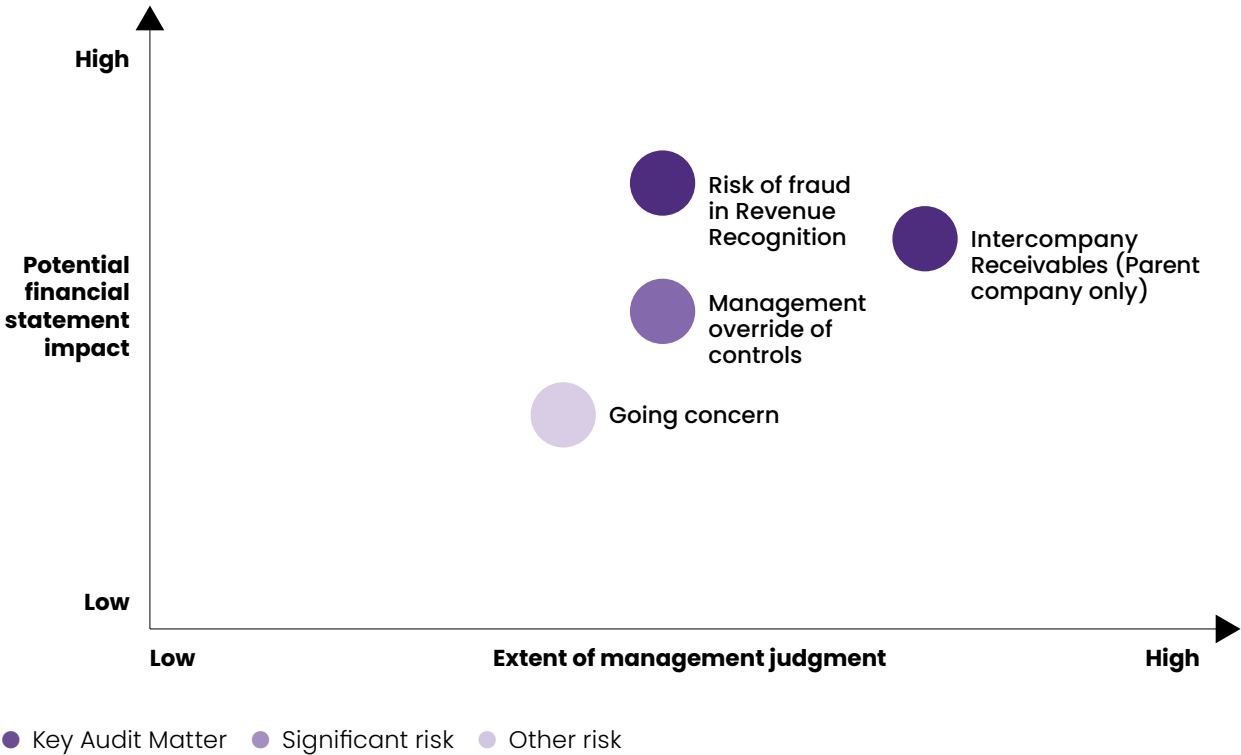 High
Potential
financial
statement
impact
Low
Risk of fraud
in Revenue
Recognition
Intercompany
Receivables (Parent
company only)
Management
override of
controls
Going concern
Low
Extent of management judgment
High
Key Audit Matter
Significant risk
Other risk